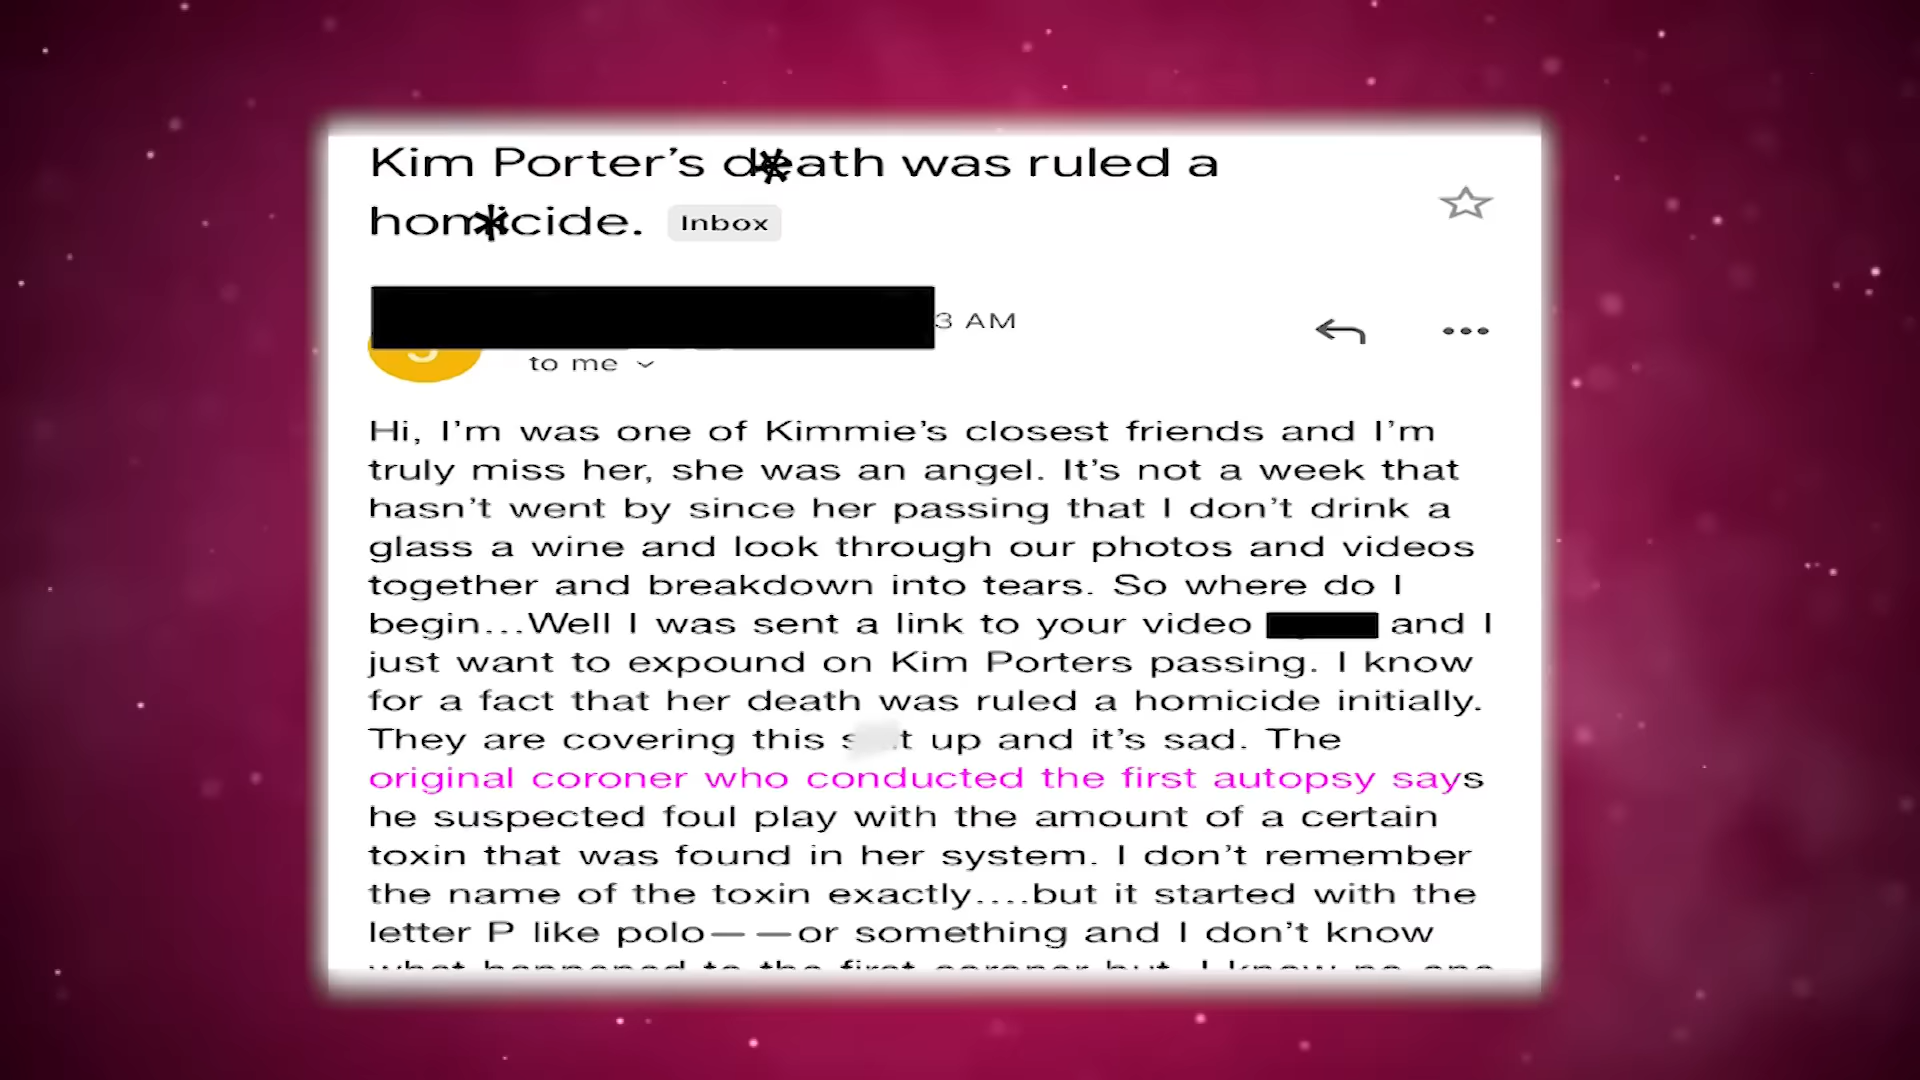 Kim Porter's d*ath was ruled a
hom*cide. Inbox
3 AM
to me
Hi, I'm was one of Kimmie's closest friends and I'm
truly miss her, she was an angel. It's not a week that
hasn't went by since her passing that I don't drink a
glass a wine and look through our photos and videos
together and breakdown into tears. So where do I
begin...Well I was sent a link to your video and I
just want to expound on Kim Porters passing. I know
for a fact that her death was ruled a homicide initially.
They are covering this s t up and it's sad. The
original coroner who conducted the first autopsy says
he suspected foul play with the amount of a certain
toxin that was found in her system. I don't remember
the name of the toxin exactly....but it started with the
letter P like polo——or something and I don't know